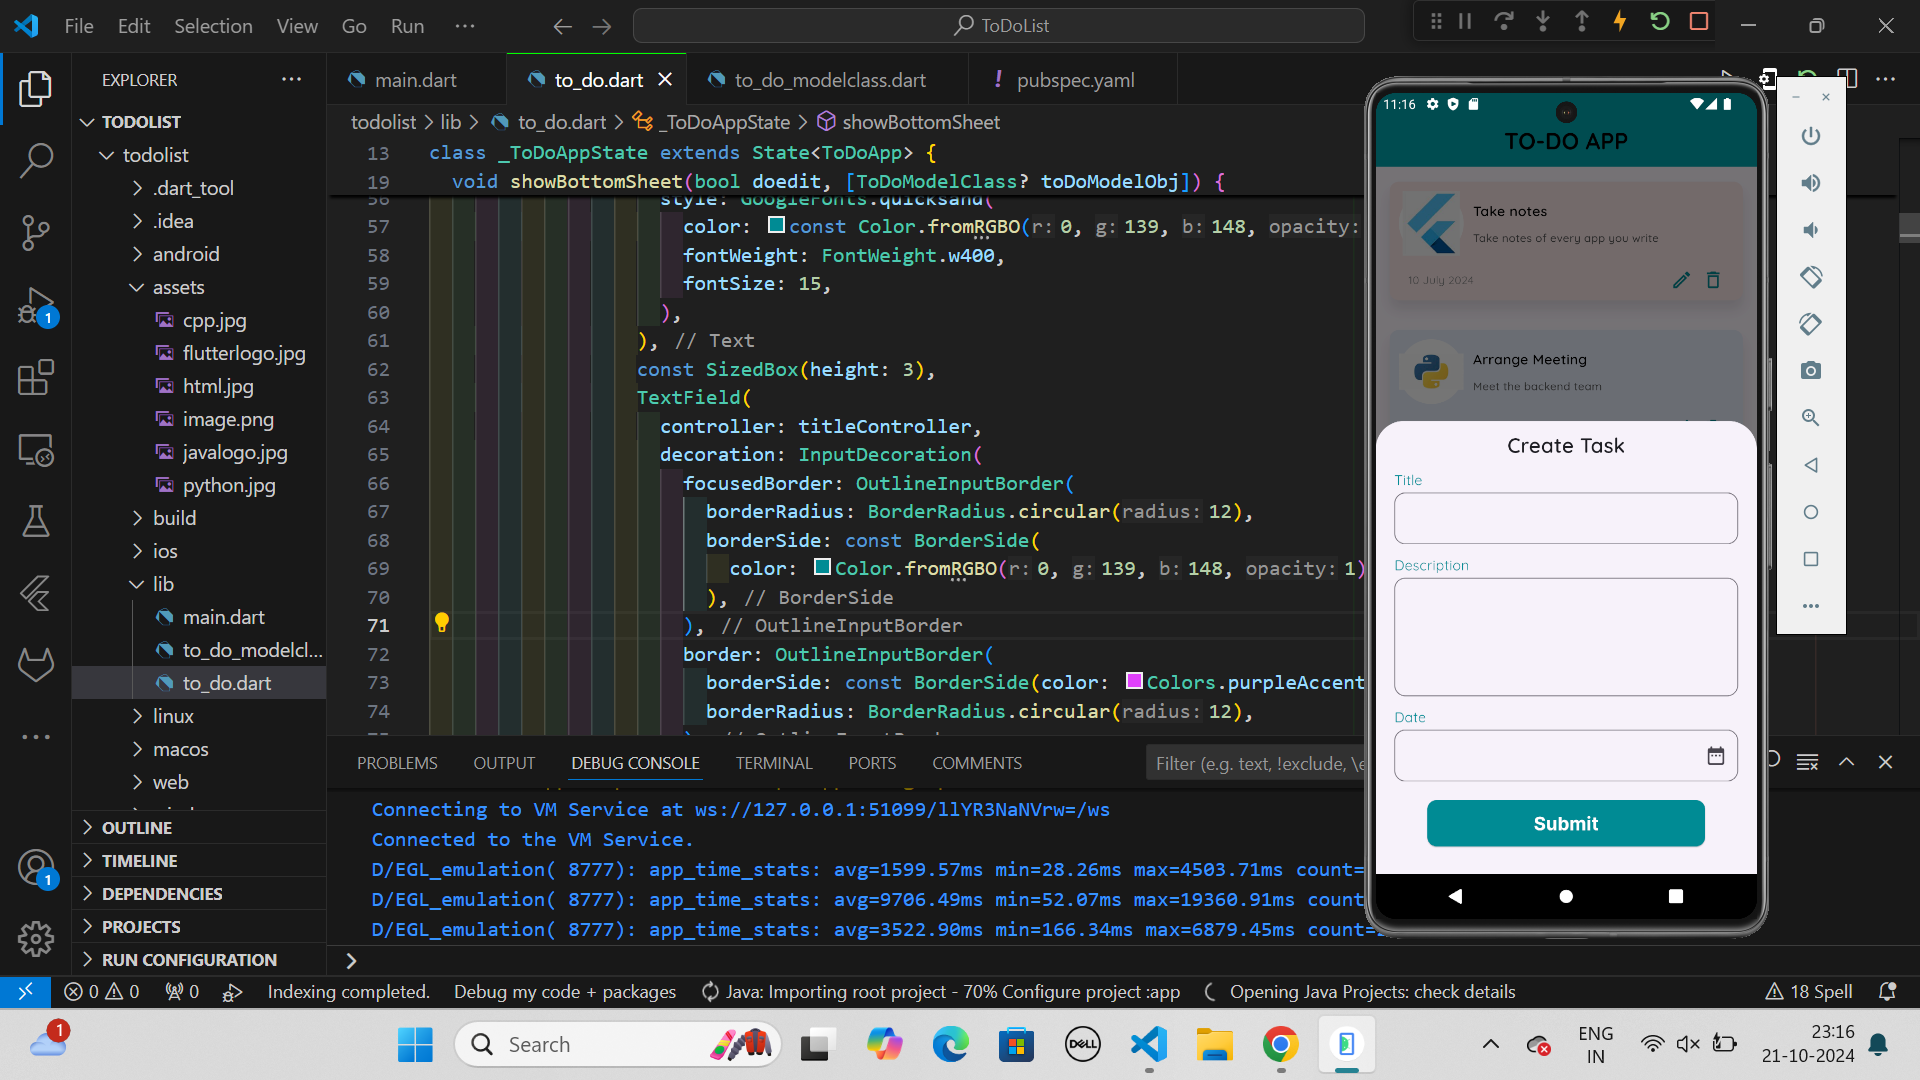 File Edit Selection View Go Run ··· ToDoList
EXPLORER ···
main.dart to_do.dart to_do_modelclass.dart ! pubspec.yaml
todolist > lib > to_do.dart > _ToDoAppState > showBottomSheet
TODOLIST
todolist
.dart_tool
.idea
android
assets
cpp.jpg
flutterlogo.jpg
html.jpg
image.png
javalogo.jpg
python.jpg
build
ios
lib
main.dart
to_do_modelcl...
to_do.dart
linux
macos
web
OUTLINE
TIMELINE
DEPENDENCIES
PROJECTS
RUN CONFIGURATION
1
1
13 class _ToDoAppState extends State<ToDoApp> {
19 void showBottomSheet(bool doedit, [ToDoModelClass? toDoModelObj]) {
56 style: GoogleFonts.quicksand(
57 color: const Color.fromRGBO(r: 0, g: 139, b: 148, opacity:
58 fontWeight: FontWeight.w400,
59 fontSize: 15,
60 ),
61 ), // Text
62 const SizedBox(height: 3),
63 TextField(
64 controller: titleController,
65 decoration: InputDecoration(
66 focusedBorder: OutlineInputBorder(
67 borderRadius: BorderRadius.circular(radius: 12),
68 borderSide: const BorderSide(
69 color: Color.fromRGBO(r: 0, g: 139, b: 148, opacity: 1)
70 ), // BorderSide
71 ), // OutlineInputBorder
72 border: OutlineInputBorder(
73 borderSide: const BorderSide(color: Colors.purpleAccent
74 borderRadius: BorderRadius.circular(radius: 12),
PROBLEMS OUTPUT DEBUG CONSOLE TERMINAL PORTS COMMENTS Filter (e.g. text, !exclude, \e
Connecting to VM Service at ws://127.0.0.1:51099/llYR3NaNVrw=/ws
Connected to the VM Service.
D/EGL_emulation( 8777): app_time_stats: avg=1599.57ms min=28.26ms max=4503.71ms count=
D/EGL_emulation( 8777): app_time_stats: avg=9706.49ms min=52.07ms max=19360.91ms count
D/EGL_emulation( 8777): app_time_stats: avg=3522.90ms min=166.34ms max=6879.45ms count=
11:16
TO-DO APP
Take notes
Take notes of every app you write
10 July 2024
Arrange Meeting
Meet the backend team
Create Task
Title
Description
Date
Submit
0 0 0 Indexing completed. Debug my code + packages Java: Importing root project - 70% Configure project :app Opening Java Projects: check details 18 Spell
1
Search
DELL
ENG
IN
23:16
21-10-2024